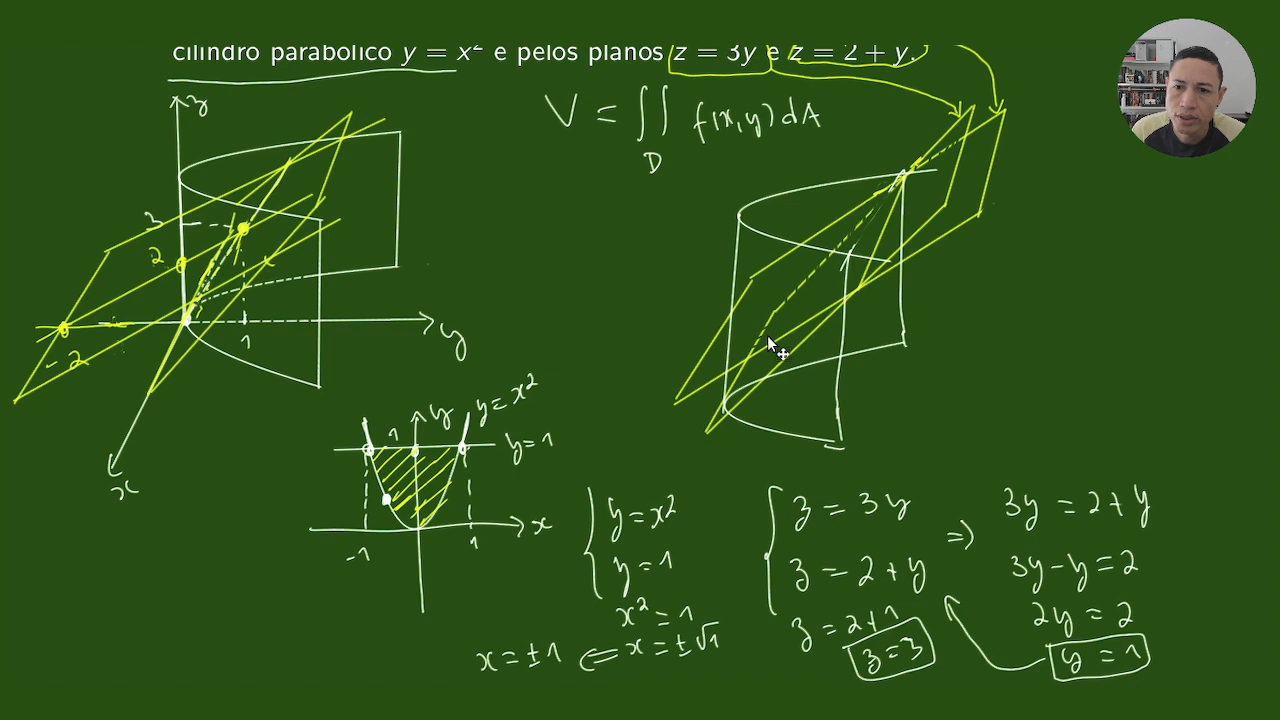 cilindro parabólico y = x² e pelos planos z = 3y e z = 2 + y.
V = ∬ f(x,y) dA
D
z
3
2
1
-2
y
x
y
y = x²
1
y = 1
x
-1
1
{ y = x²
y = 1
x² = 1
x = ±1 ⇐ x = ±√1
{ z = 3y
z = 2 + y
z = 2 + 1
z = 3
⇒ 3y = 2 + y
3y - y = 2
2y = 2
y = 1